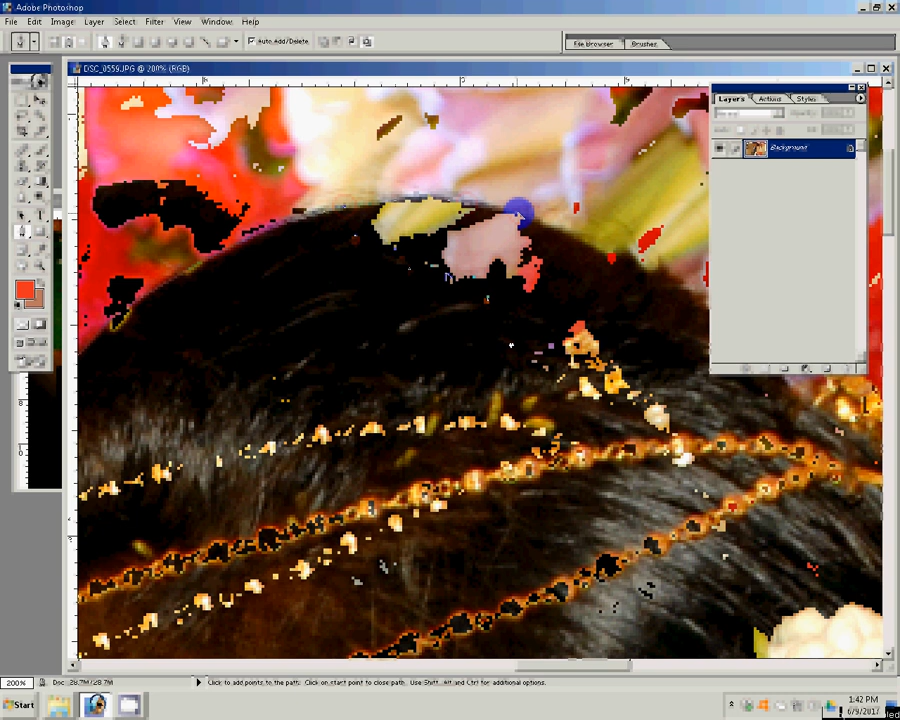 Adobe Photoshop
File Edit Image Layer Select Filter View Window Help
Auto Add/Delete
File Browser Brushes
DSC_0559.JPG @ 200% (RGB)
Layers Actions Styles
Normal
Opacity:
Background
200% Doc: 28.7M/28.7M Click to add points to the path. Click on start point to close path. Use Shift, Alt, and Ctrl for additional options.
Start
1:42 PM
6/9/2017